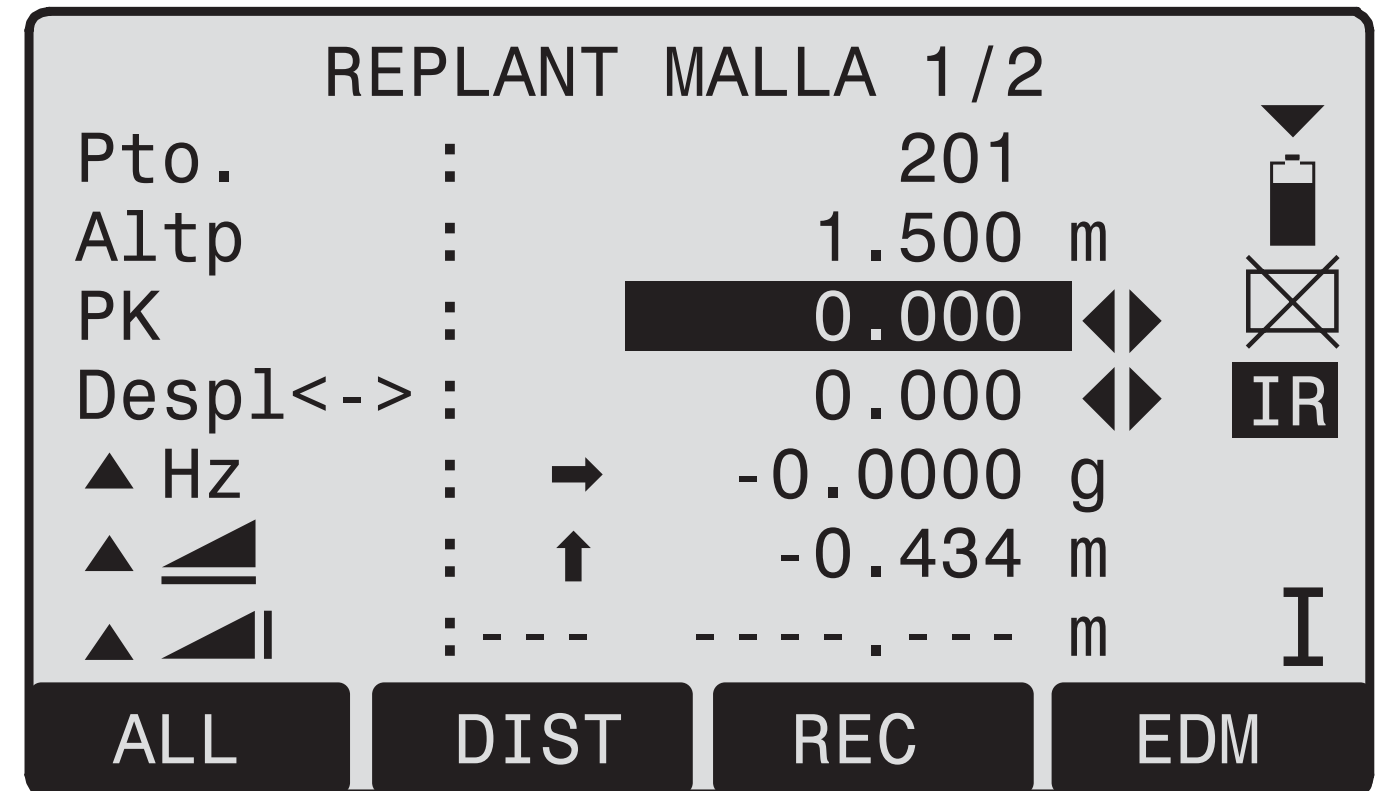 REPLANT MALLA 1/2
Pto. : 201
Altp : 1.500 m
PK : 0.000
Despl<-> : 0.000
IR
Hz : -0.0000 g
: -0.434 m
:--- ----.--- m
I
ALL DIST REC EDM